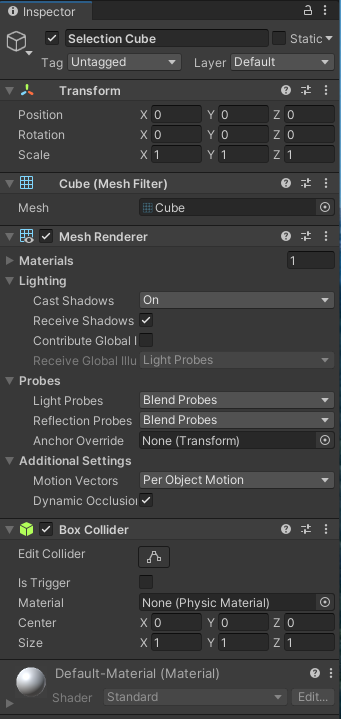 Inspector
Selection Cube Static
Tag Untagged Layer Default
Transform
Position X 0 Y 0 Z 0
Rotation X 0 Y 0 Z 0
Scale X 1 Y 1 Z 1
Cube (Mesh Filter)
Mesh Cube
Mesh Renderer
Materials 1
Lighting
Cast Shadows On
Receive Shadows
Contribute Global I
Receive Global Illu Light Probes
Probes
Light Probes Blend Probes
Reflection Probes Blend Probes
Anchor Override None (Transform)
Additional Settings
Motion Vectors Per Object Motion
Dynamic Occlusion
Box Collider
Edit Collider
Is Trigger
Material None (Physic Material)
Center X 0 Y 0 Z 0
Size X 1 Y 1 Z 1
Default-Material (Material)
Shader Standard Edit...